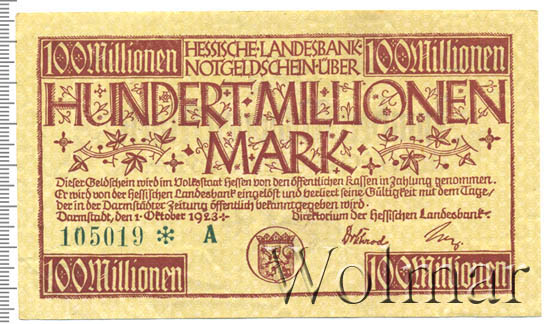 100 Millionen
HESSISCHE·LANDESBANK·
NOTGELDSCHEIN·ÜBER
100 Millionen
HUNDERT·MILLIONEN
MARK
Dieser Geldschein wird im Volksstaat Hessen von den öffentlichen Kassen in Zahlung genommen.
Er wird von der Hessischen Landesbank eingelöst und verliert seine Gültigkeit mit dem Tage,
der in der Darmstädter Zeitung öffentlich bekanntgegeben wird.
Darmstadt, den 1. Oktober 1923
Direktorium der Hessischen Landesbank
105019 * A
100 Millionen
100 Millionen
Wolmar